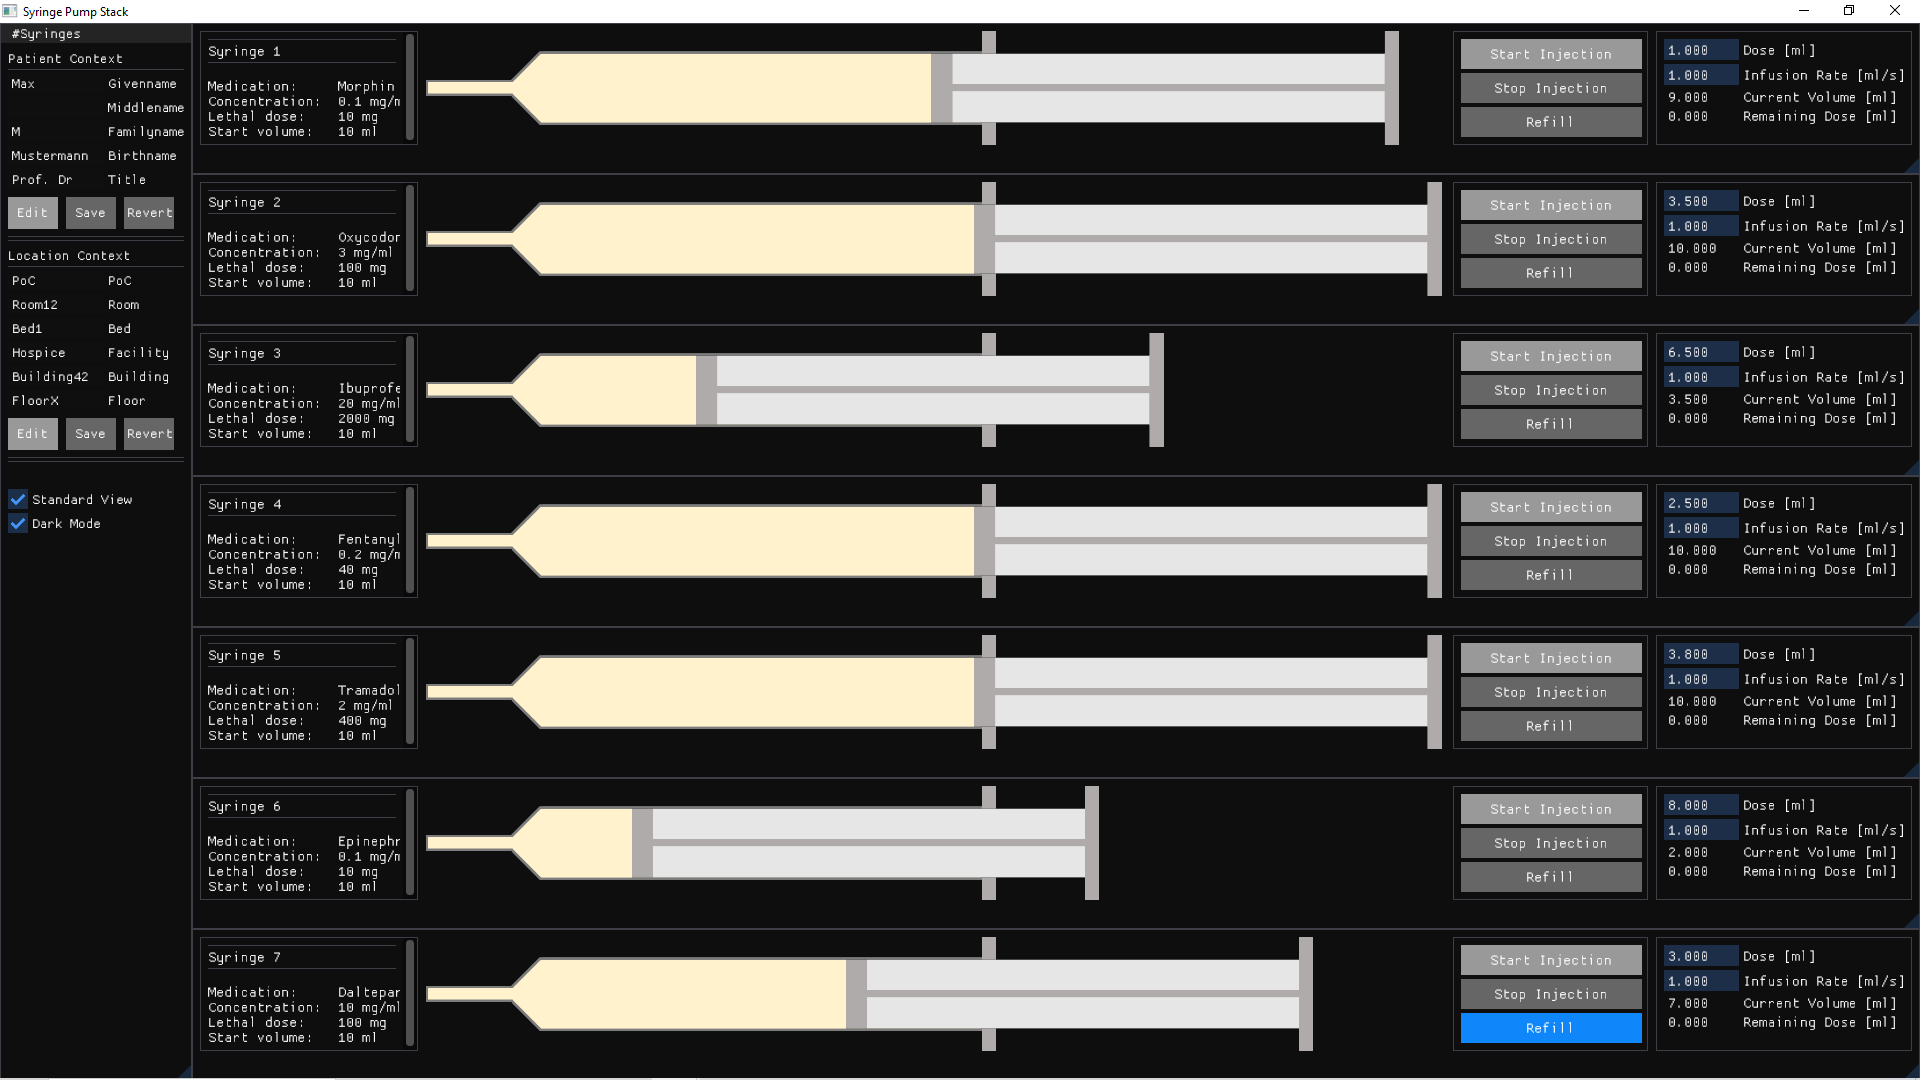 Syringe Pump Stack
#Syringes
Patient Context
Max Givenname
Middlename
M Familyname
Mustermann Birthname
Prof. Dr Title
Edit Save Revert
Location Context
PoC PoC
Room12 Room
Bed1 Bed
Hospice Facility
Building42 Building
FloorX Floor
Edit Save Revert
Standard View
Dark Mode
Syringe 1
Medication: Morphin
Concentration: 0.1 mg/m
Lethal dose: 10 mg
Start volume: 10 ml
Start Injection
Stop Injection
Refill
1.000 Dose [ml]
1.000 Infusion Rate [ml/s]
9.000 Current Volume [ml]
0.000 Remaining Dose [ml]
Syringe 2
Medication: Oxycodor
Concentration: 3 mg/ml
Lethal dose: 100 mg
Start volume: 10 ml
Start Injection
Stop Injection
Refill
3.500 Dose [ml]
1.000 Infusion Rate [ml/s]
10.000 Current Volume [ml]
0.000 Remaining Dose [ml]
Syringe 3
Medication: Ibuprofe
Concentration: 20 mg/ml
Lethal dose: 2000 mg
Start volume: 10 ml
Start Injection
Stop Injection
Refill
6.500 Dose [ml]
1.000 Infusion Rate [ml/s]
3.500 Current Volume [ml]
0.000 Remaining Dose [ml]
Syringe 4
Medication: Fentanyl
Concentration: 0.2 mg/m
Lethal dose: 40 mg
Start volume: 10 ml
Start Injection
Stop Injection
Refill
2.500 Dose [ml]
1.000 Infusion Rate [ml/s]
10.000 Current Volume [ml]
0.000 Remaining Dose [ml]
Syringe 5
Medication: Tramadol
Concentration: 2 mg/ml
Lethal dose: 400 mg
Start volume: 10 ml
Start Injection
Stop Injection
Refill
3.800 Dose [ml]
1.000 Infusion Rate [ml/s]
10.000 Current Volume [ml]
0.000 Remaining Dose [ml]
Syringe 6
Medication: Epinephr
Concentration: 0.1 mg/m
Lethal dose: 10 mg
Start volume: 10 ml
Start Injection
Stop Injection
Refill
8.000 Dose [ml]
1.000 Infusion Rate [ml/s]
2.000 Current Volume [ml]
0.000 Remaining Dose [ml]
Syringe 7
Medication: Daltepar
Concentration: 10 mg/ml
Lethal dose: 100 mg
Start volume: 10 ml
Start Injection
Stop Injection
Refill
3.000 Dose [ml]
1.000 Infusion Rate [ml/s]
7.000 Current Volume [ml]
0.000 Remaining Dose [ml]